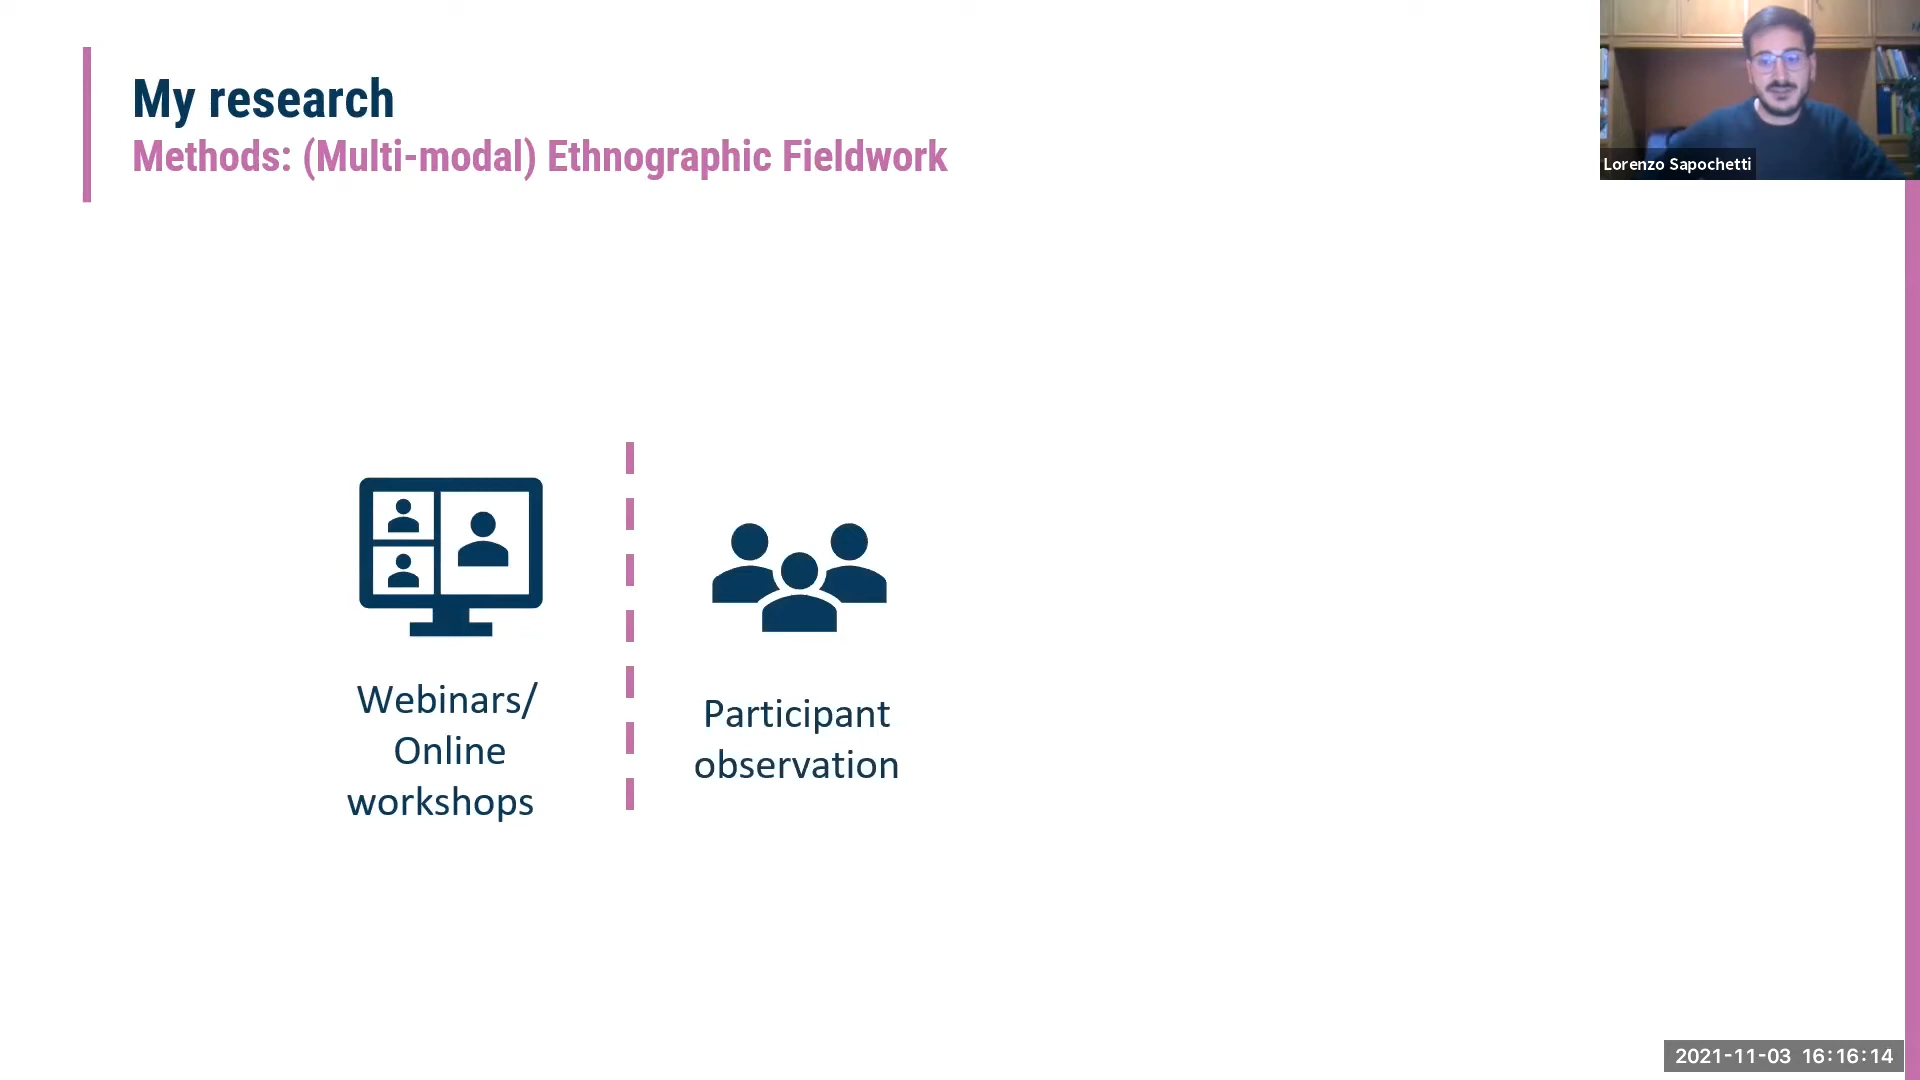 My research
Methods: (Multi-modal) Ethnographic Fieldwork
Lorenzo Sapochetti
Webinars/
Online
workshops
Participant
observation
2021-11-03 16:16:14